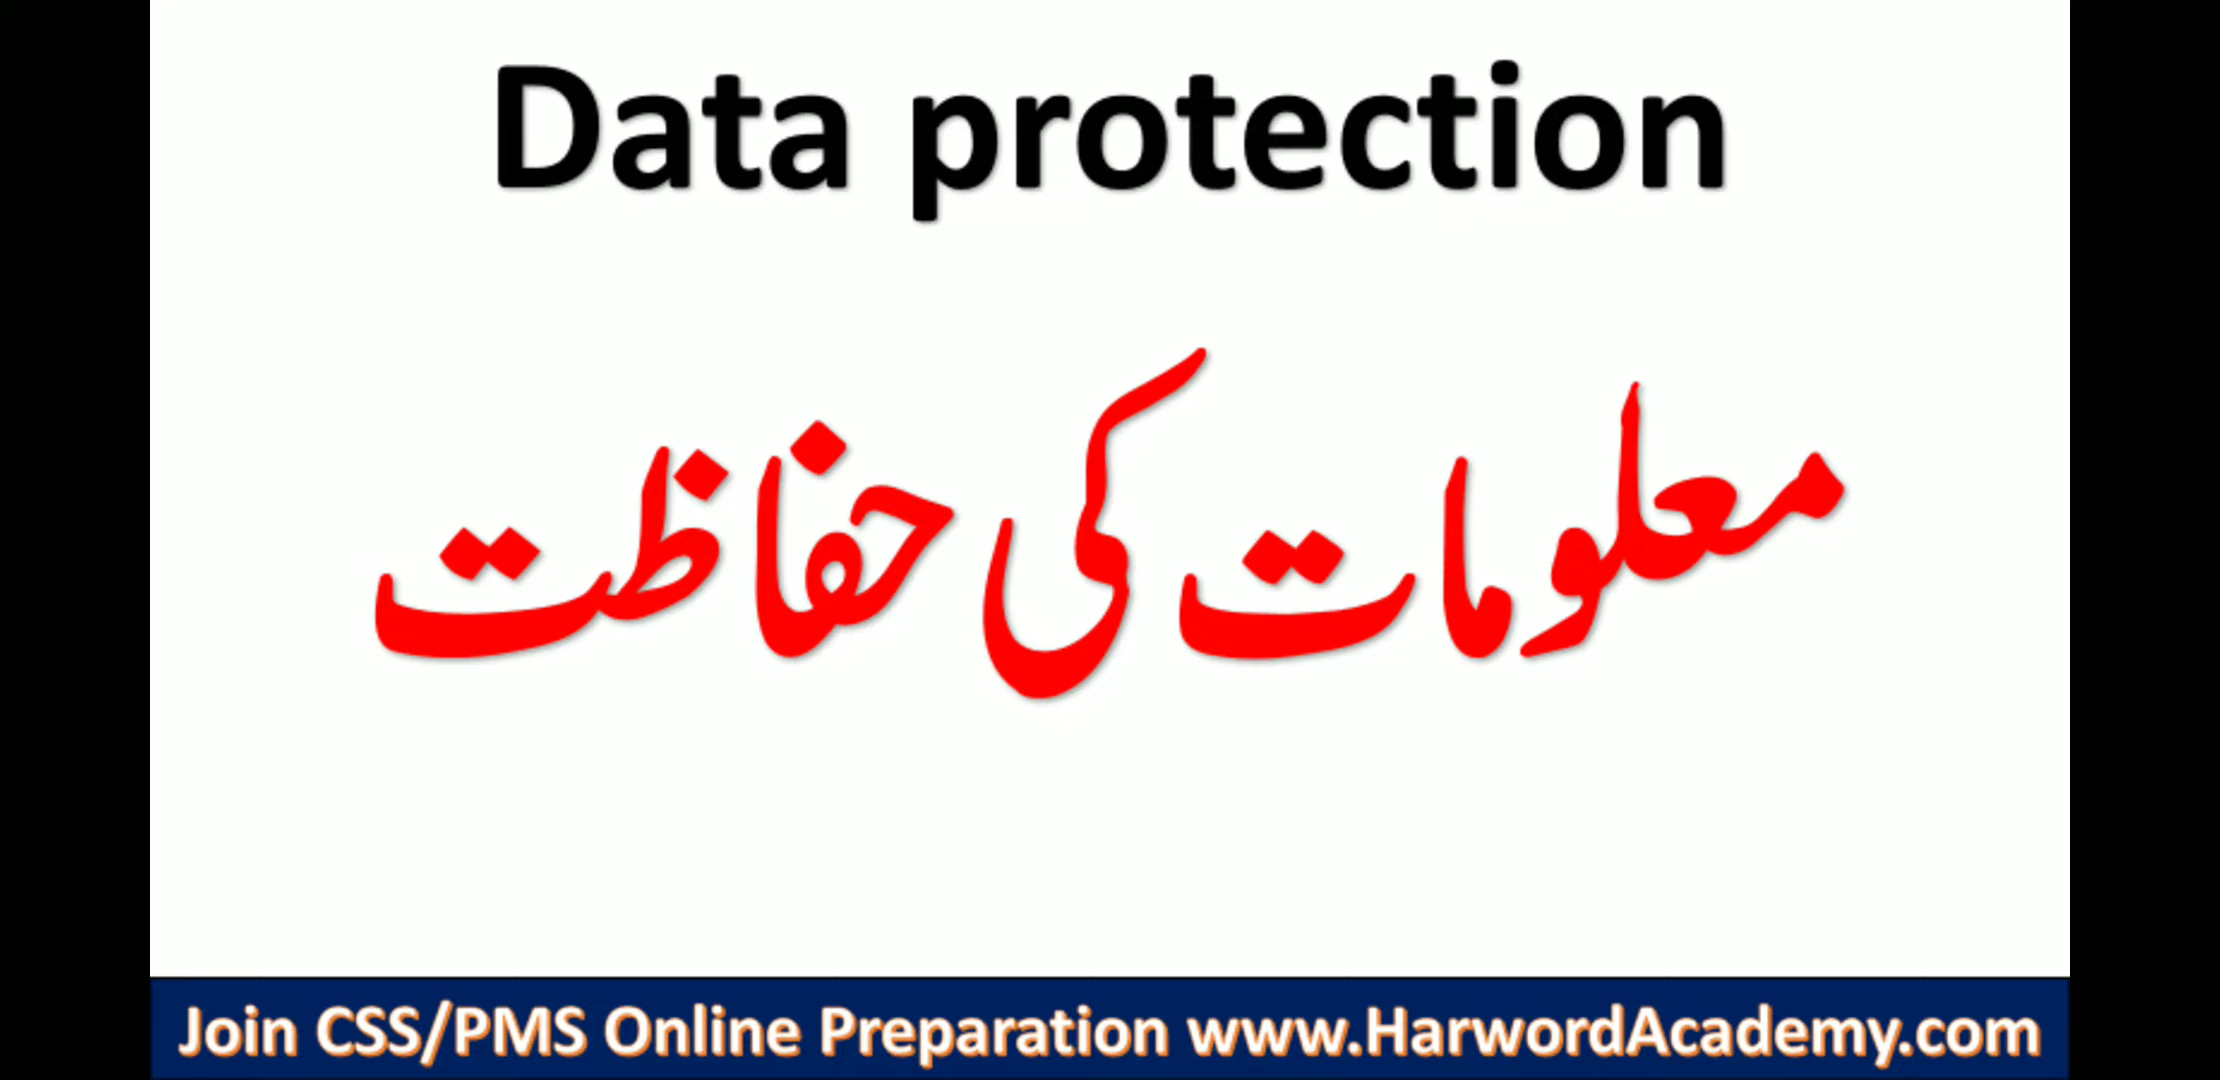 Data protection
معلومات کی حفاظت
Join CSS/PMS Online Preparation www.HarwordAcademy.com